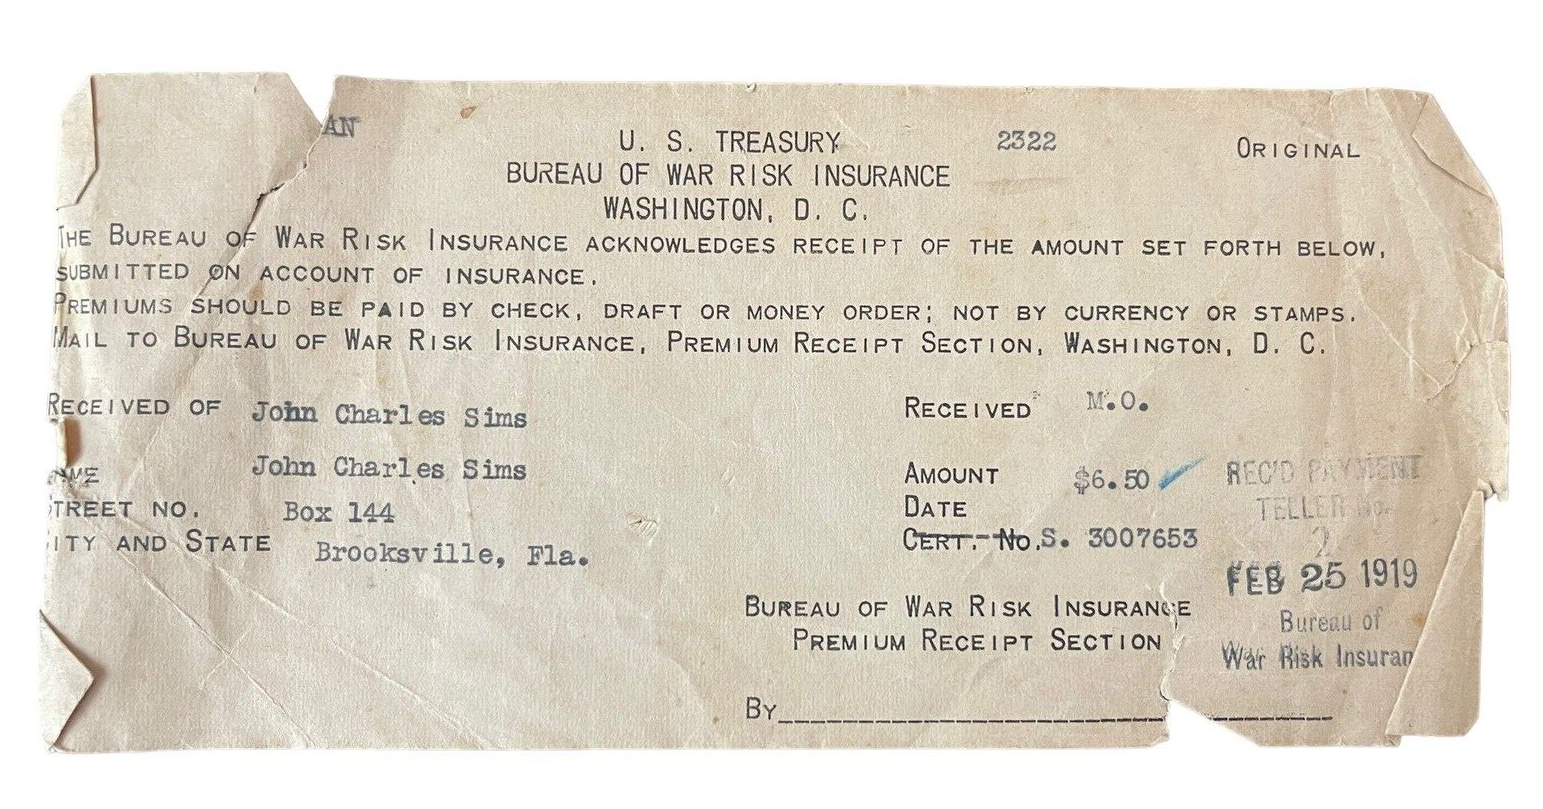 AN
U. S. TREASURY 2322 ORIGINAL
BUREAU OF WAR RISK INSURANCE
WASHINGTON, D. C.
THE BUREAU OF WAR RISK INSURANCE ACKNOWLEDGES RECEIPT OF THE AMOUNT SET FORTH BELOW,
SUBMITTED ON ACCOUNT OF INSURANCE.
PREMIUMS SHOULD BE PAID BY CHECK, DRAFT OR MONEY ORDER; NOT BY CURRENCY OR STAMPS.
MAIL TO BUREAU OF WAR RISK INSURANCE, PREMIUM RECEIPT SECTION, WASHINGTON, D. C.
RECEIVED OF John Charles Sims
RECEIVED M.O.
AME John Charles Sims
STREET NO. Box 144
CITY AND STATE Brooksville, Fla.
AMOUNT $6.50
DATE
CERT. No. S. 3007653
REC'D PAYMENT
TELLER No.
2
FEB 25 1919
Bureau of
War Risk Insuran
BUREAU OF WAR RISK INSURANCE
PREMIUM RECEIPT SECTION
BY